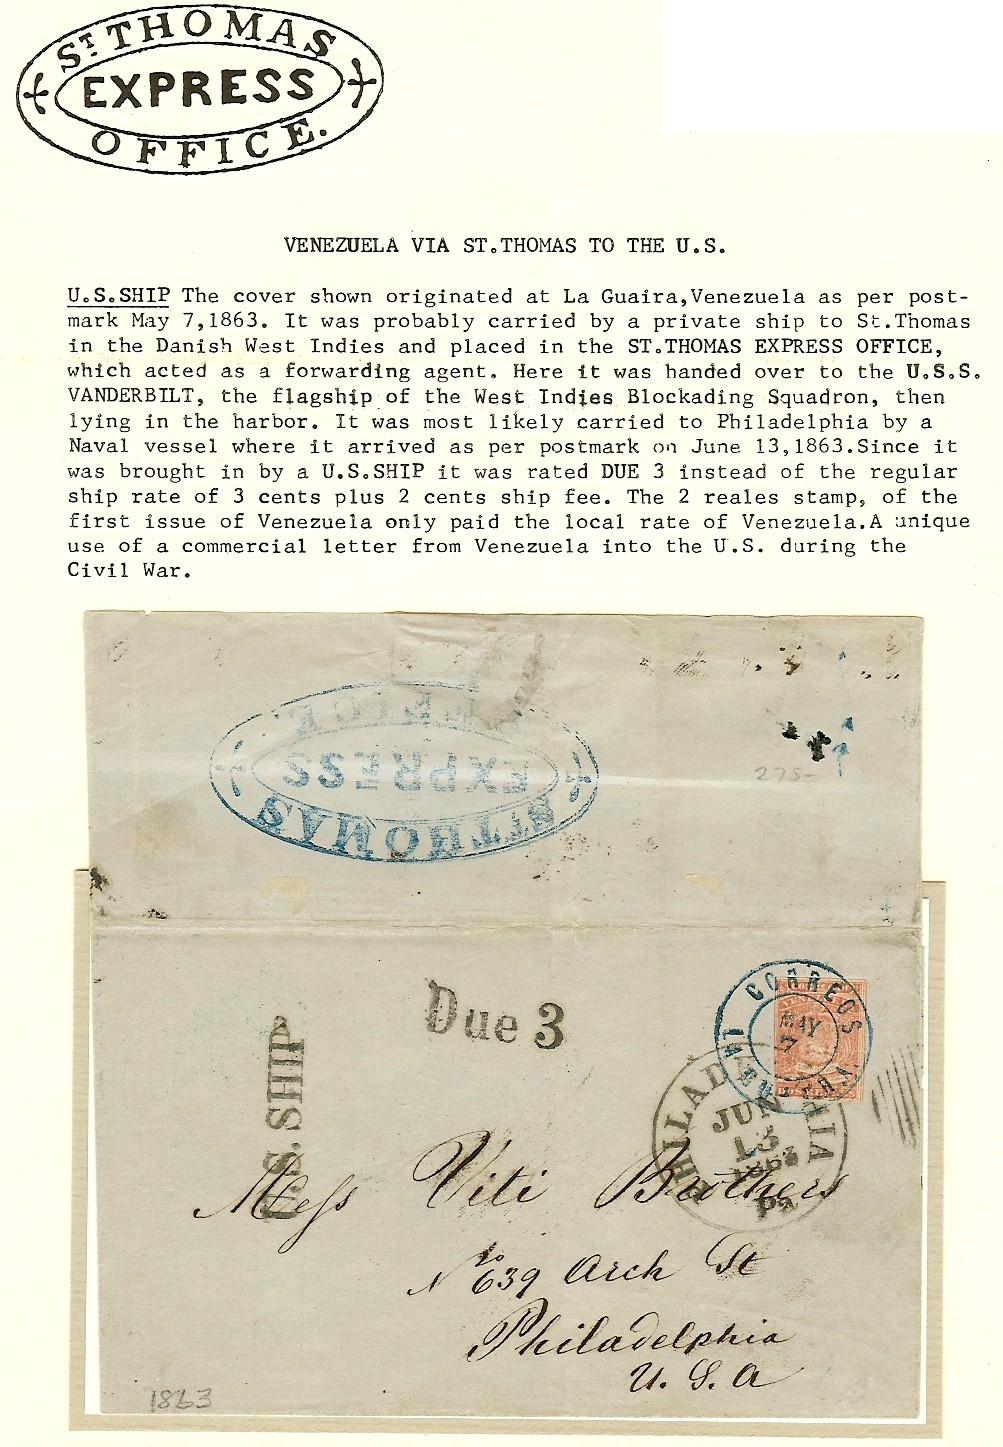 ST THOMAS
EXPRESS
OFFICE.
VENEZUELA VIA ST.THOMAS TO THE U.S.
U.S.SHIP The cover shown originated at La Guaira,Venezuela as per post-
mark May 7,1863. It was probably carried by a private ship to St.Thomas
in the Danish West Indies and placed in the ST.THOMAS EXPRESS OFFICE,
which acted as a forwarding agent. Here it was handed over to the U.S.S.
VANDERBILT, the flagship of the West Indies Blockading Squadron, then
lying in the harbor. It was most likely carried to Philadelphia by a
Naval vessel where it arrived as per postmark on June 13,1863.Since it
was brought in by a U.S.SHIP it was rated DUE 3 instead of the regular
ship rate of 3 cents plus 2 cents ship fee. The 2 reales stamp, of the
first issue of Venezuela only paid the local rate of Venezuela.A unique
use of a commercial letter from Venezuela into the U.S. during the
Civil War.
ST THOMAS
EXPRESS
OFFICE
275-
Due 3
U.S.SHIP
CORREOS
MAY
7
LA GUAIRA
PHILADELPHIA
JUN
13
1863
Pa
Mess Viti Brothers
No 639 Arch St
Philadelphia
U. S. A
1863